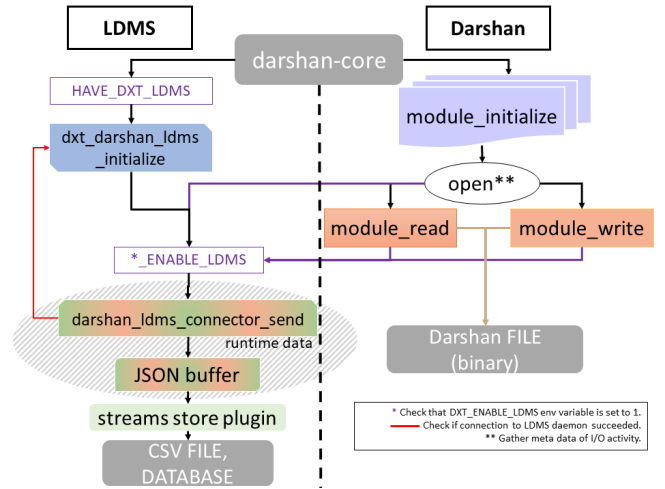 LDMS
Darshan
darshan-core
HAVE_DXT_LDMS
module_initialize
dxt_darshan_ldms
_initialize
open**
module_read
module_write
*_ENABLE_LDMS
darshan_ldms_connector_send
runtime data
Darshan FILE
(binary)
JSON buffer
streams store plugin
CSV FILE,
DATABASE
* Check that DXT_ENABLE_LDMS env variable is set to 1.
Check if connection to LDMS daemon succeeded.
** Gather meta data of I/O activity.